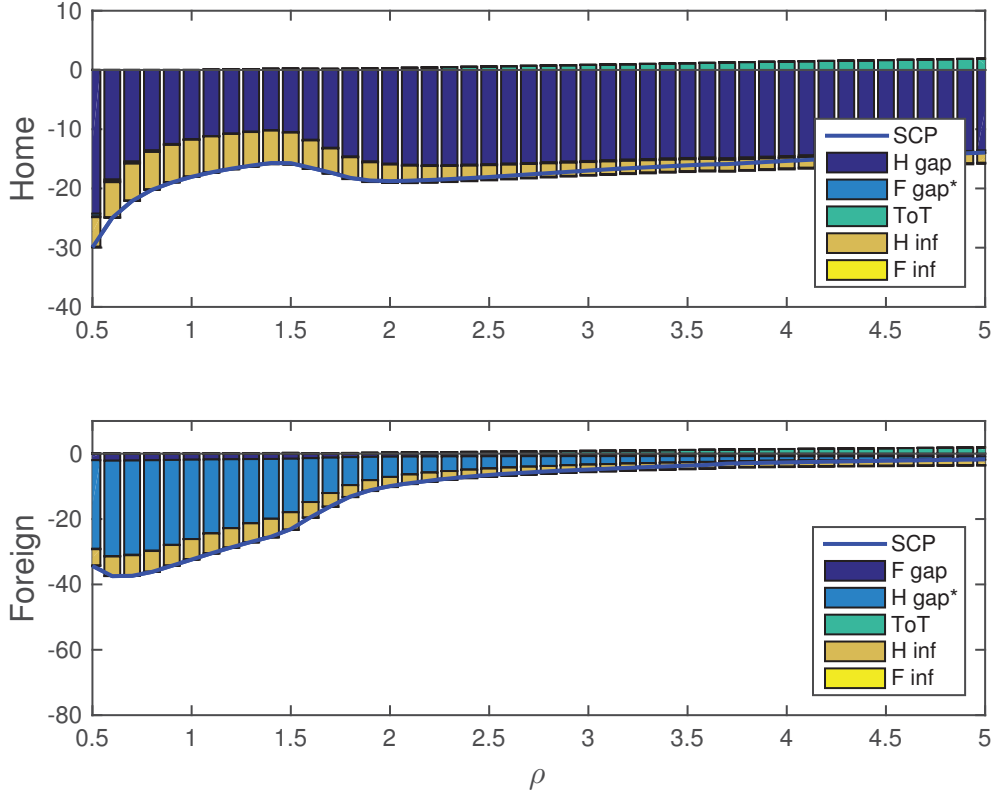 10
0
-10
-20
-30
-40
Home
0.5 1 1.5 2 2.5 3 3.5 4 4.5 5
SCP
H gap
F gap*
ToT
H inf
F inf
10
0
-20
-40
-60
-80
Foreign
0.5 1 1.5 2 2.5 3 3.5 4 4.5 5
SCP
F gap
H gap*
ToT
H inf
F inf
ρ